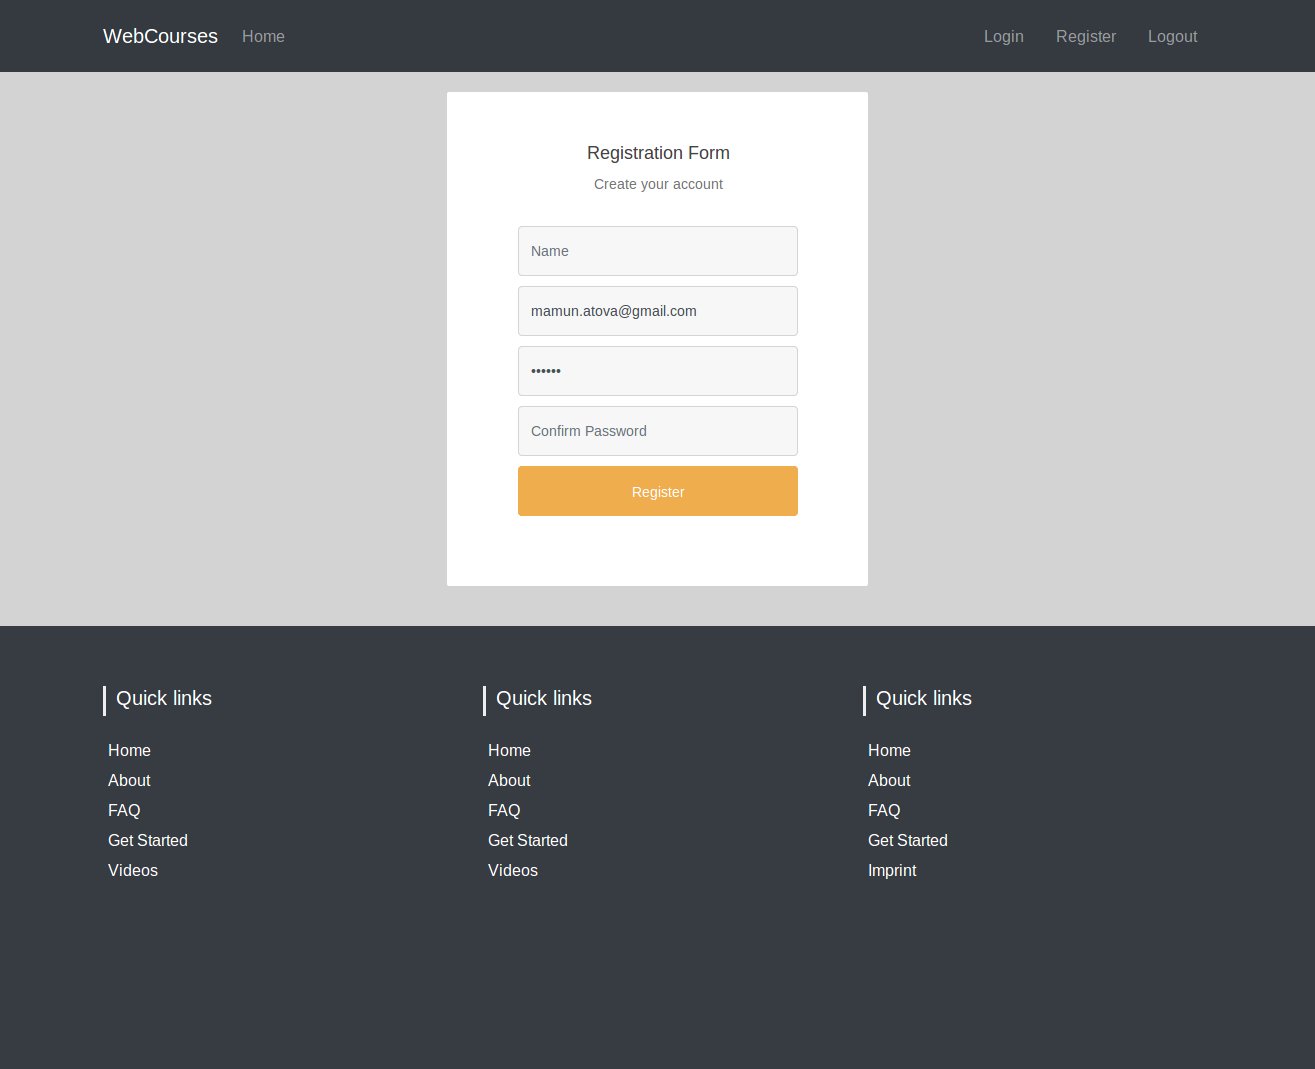 WebCourses Home Login Register Logout
Registration Form
Create your account
Name
mamun.atova@gmail.com
••••••
Confirm Password
Register
Quick links
Home
About
FAQ
Get Started
Videos
Quick links
Home
About
FAQ
Get Started
Videos
Quick links
Home
About
FAQ
Get Started
Imprint